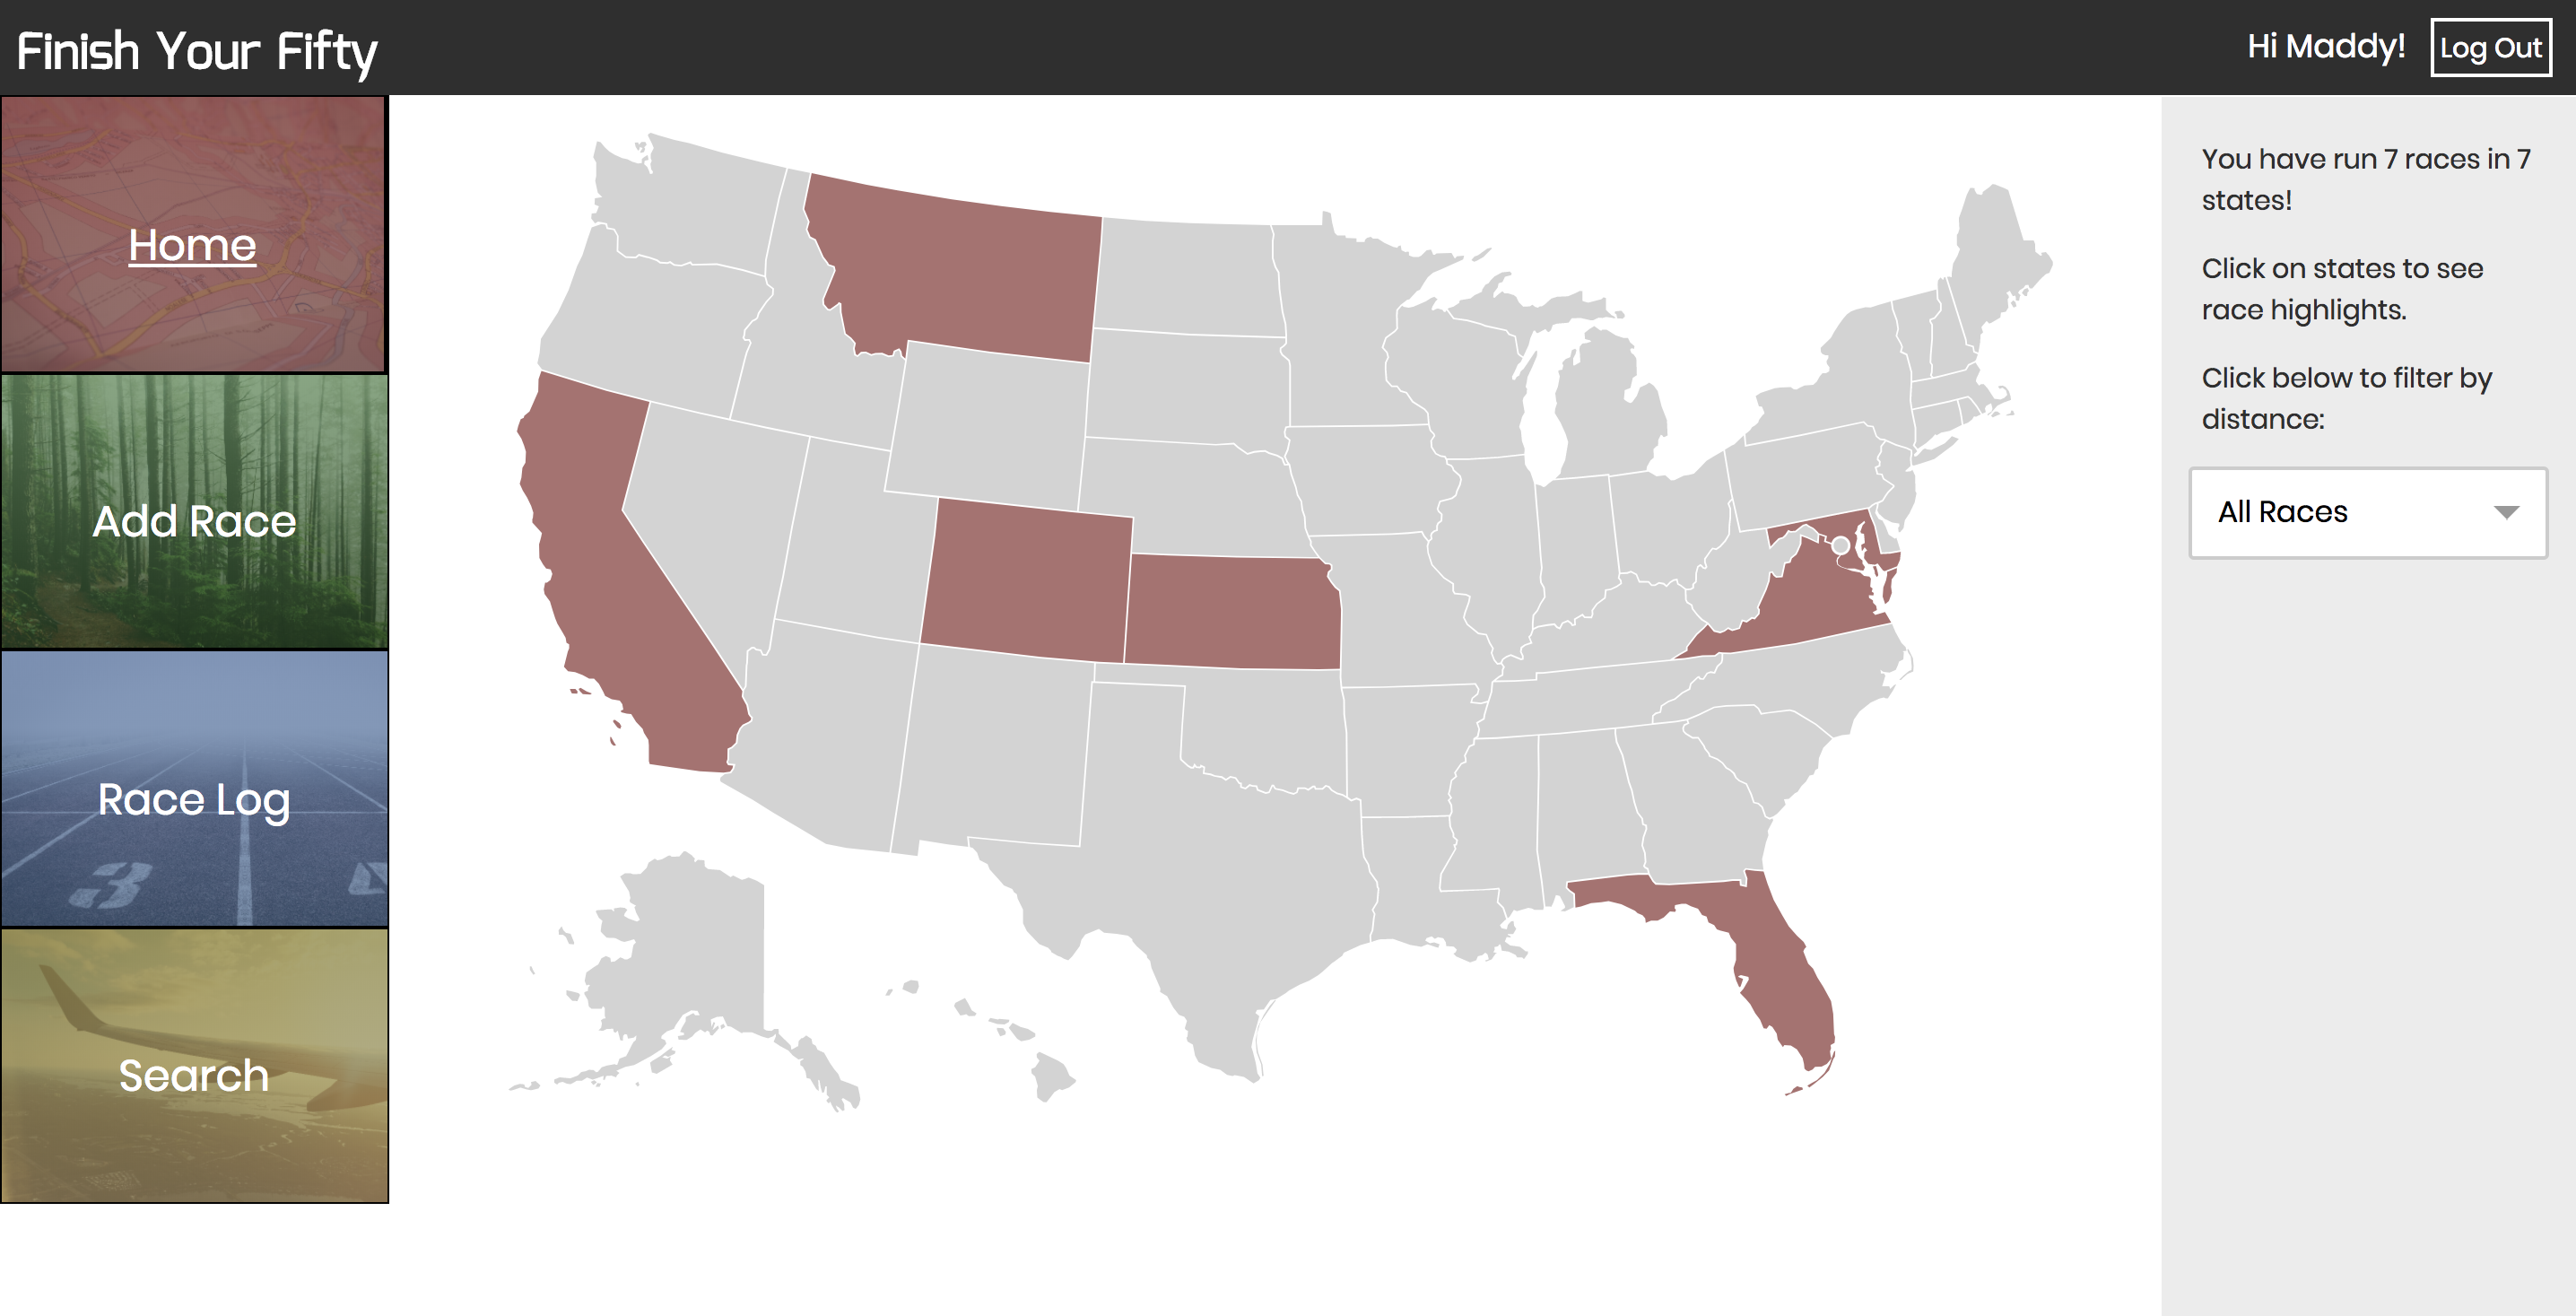 Finish Your Fifty
Hi Maddy!
Log Out
Home
Add Race
Race Log
3
Search
You have run 7 races in 7
states!
Click on states to see
race highlights.
Click below to filter by
distance:
All Races